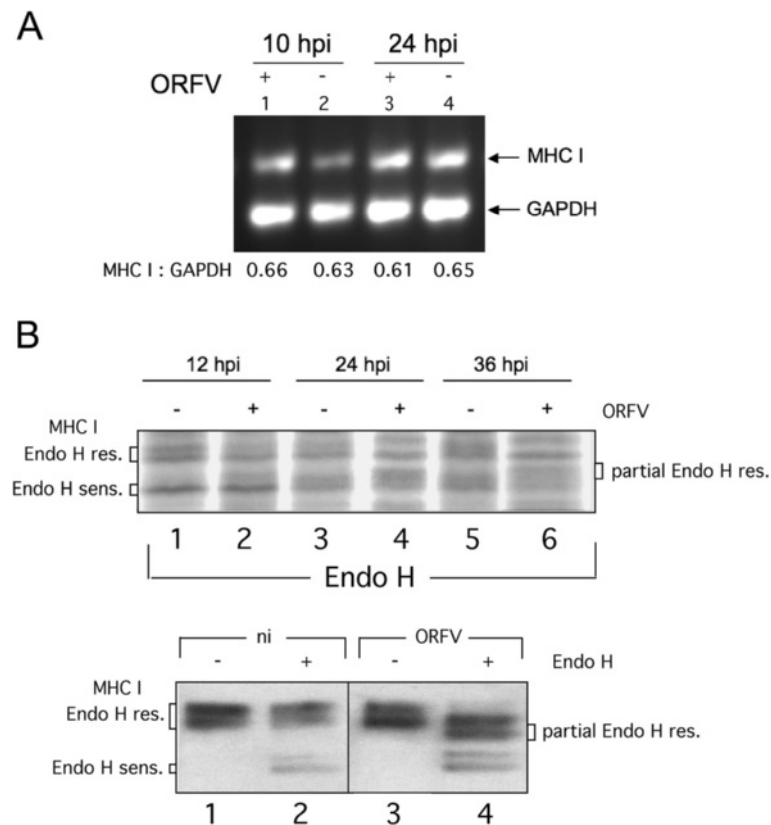 A
10 hpi 24 hpi
ORFV + - + -
1 2 3 4
MHC I
GAPDH
MHC I : GAPDH 0.66 0.63 0.61 0.65
B
12 hpi 24 hpi 36 hpi
- + - + - + ORFV
MHC I
Endo H res.
partial Endo H res.
Endo H sens.
1 2 3 4 5 6
Endo H
ni ORFV
- + - + Endo H
MHC I
Endo H res.
partial Endo H res.
Endo H sens.
1 2 3 4